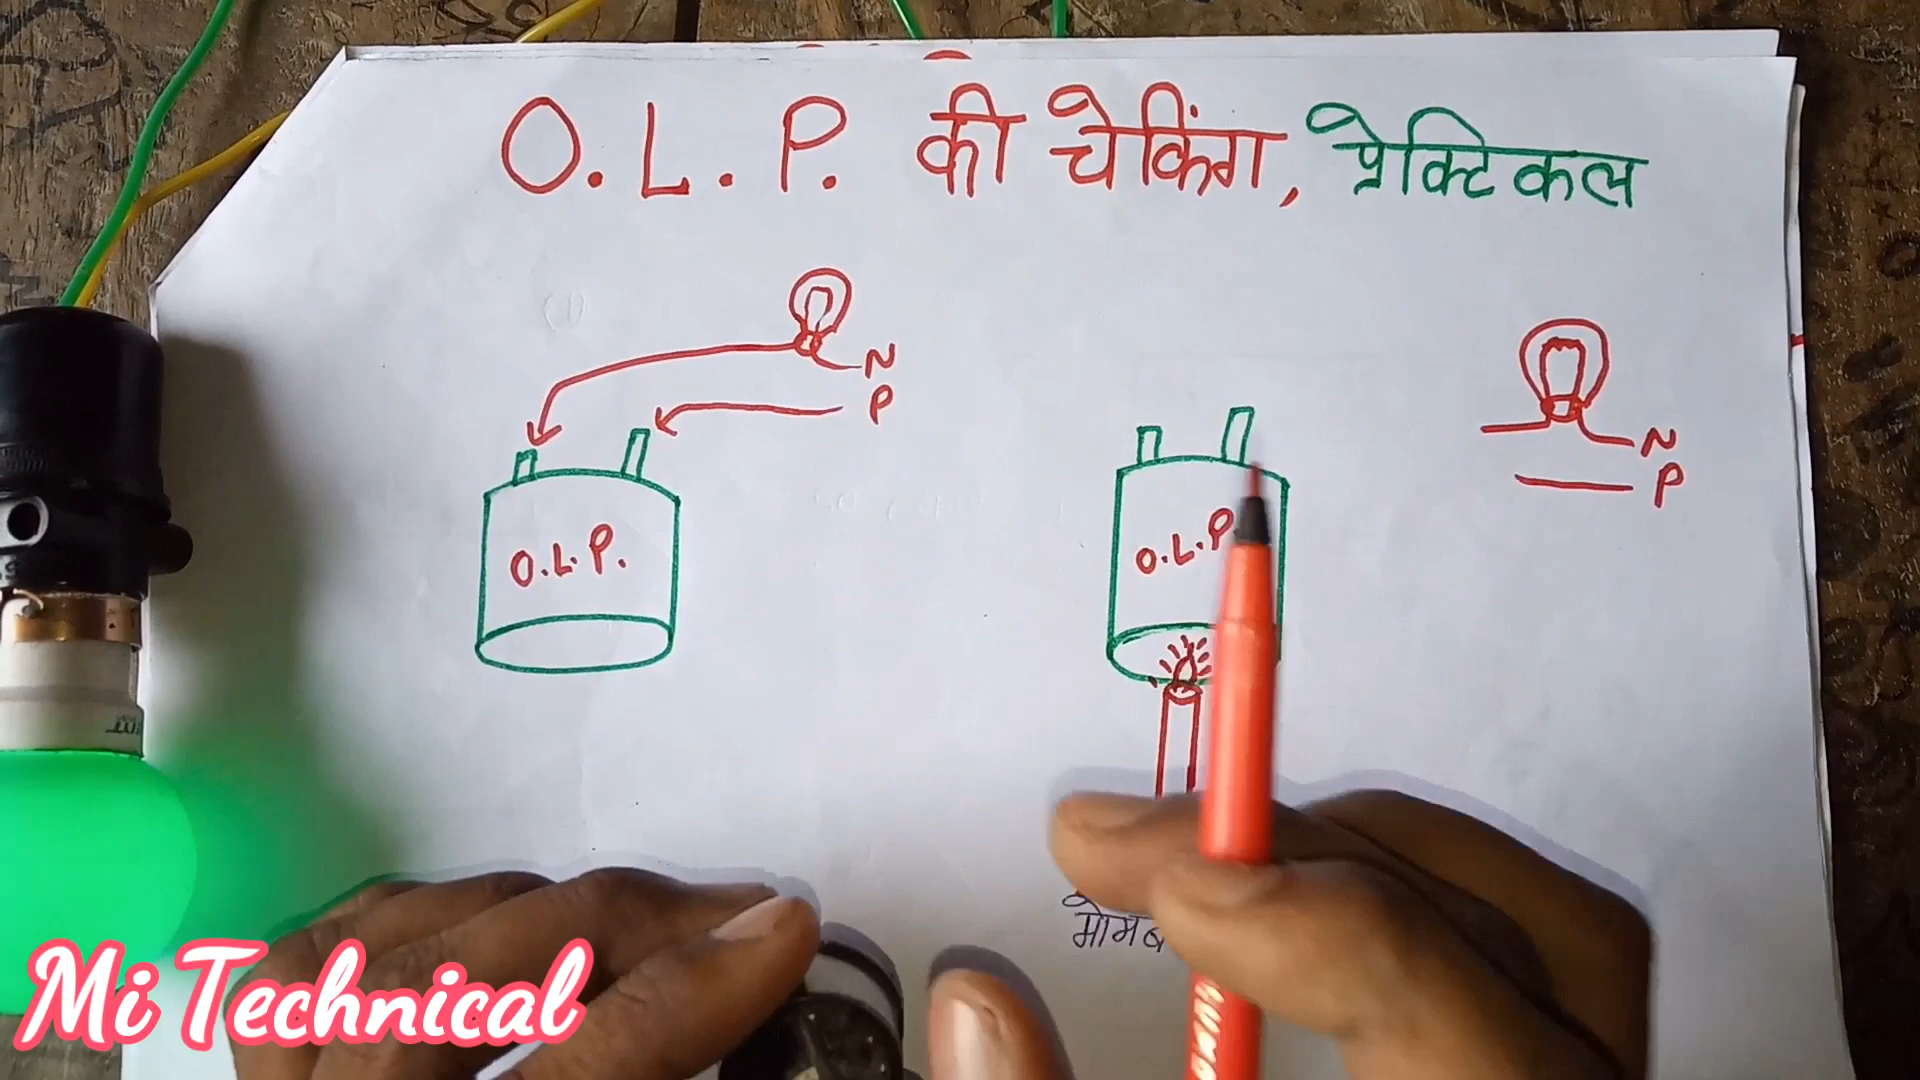 O.L.P. की चेकिंग, प्रेक्टिकल
N
P
O.L.P.
N
P
O.L.P
Mi Technical